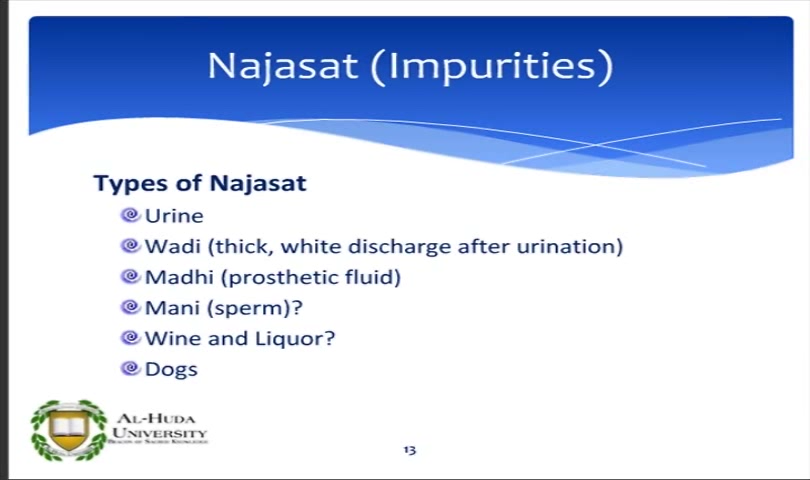 Najasat (Impurities)
Types of Najasat
Urine
Wadi (thick, white discharge after urination)
Madhi (prosthetic fluid)
Mani (sperm)?
Wine and Liquor?
Dogs
AL-HUDA
UNIVERSITY
BEACON OF SACRED KNOWLEDGE
13